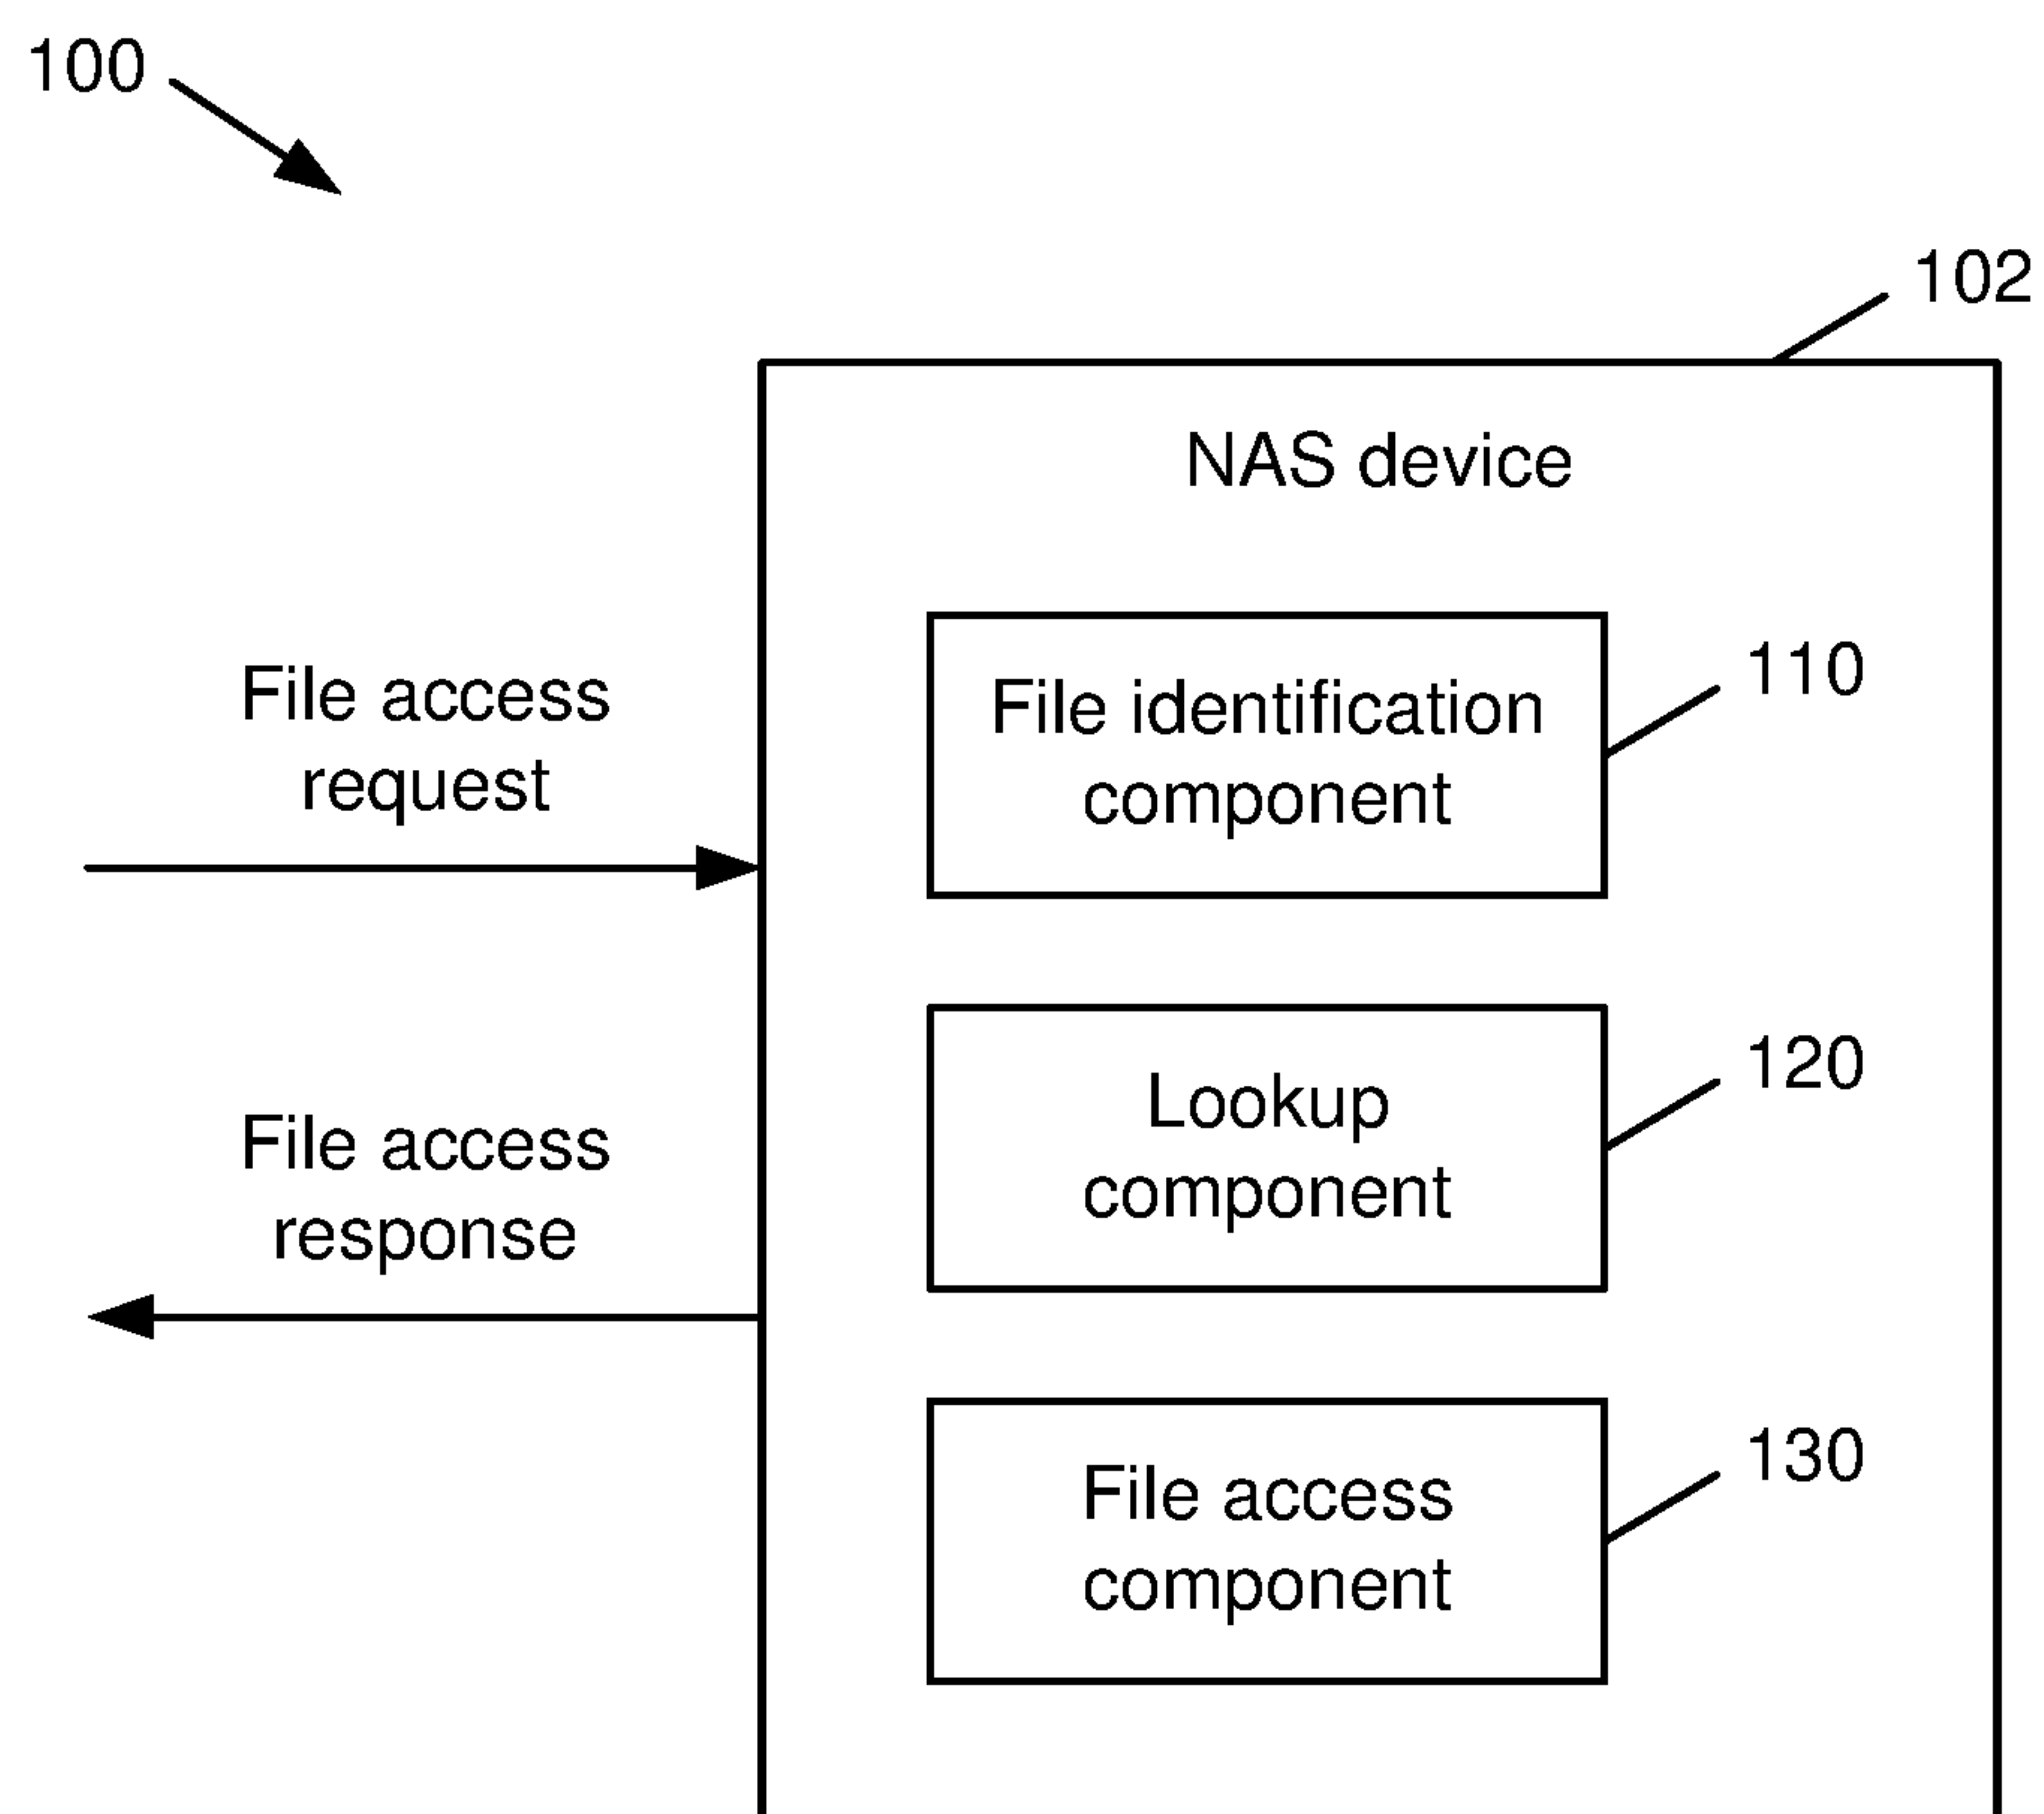 100
102
NAS device
File access
request
File identification
component
110
Lookup
component
120
File access
response
File access
component
130